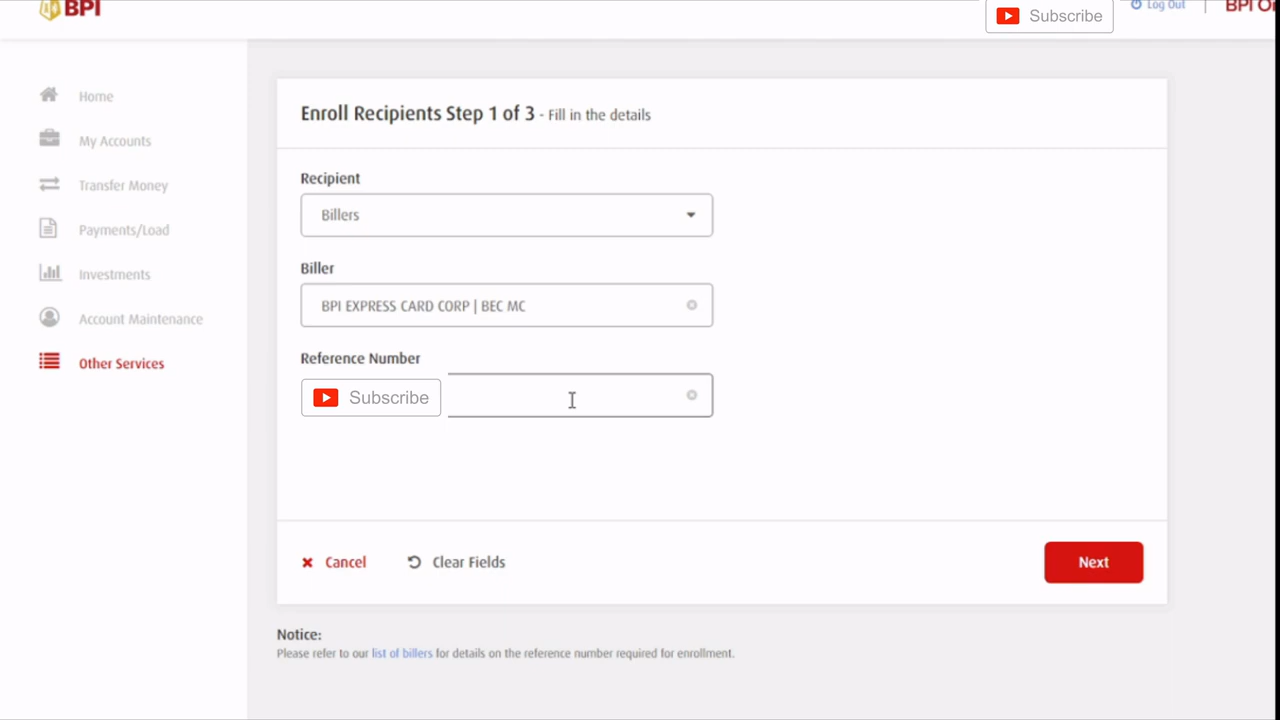 BPI
Subscribe
Log Out
Home
My Accounts
Transfer Money
Payments/Load
Investments
Account Maintenance
Other Services
Enroll Recipients Step 1 of 3 - Fill in the details
Recipient
Billers
Biller
BPI EXPRESS CARD CORP | BEC MC
Reference Number
Subscribe
Cancel
Clear Fields
Next
Notice:
Please refer to our list of billers for details on the reference number required for enrollment.